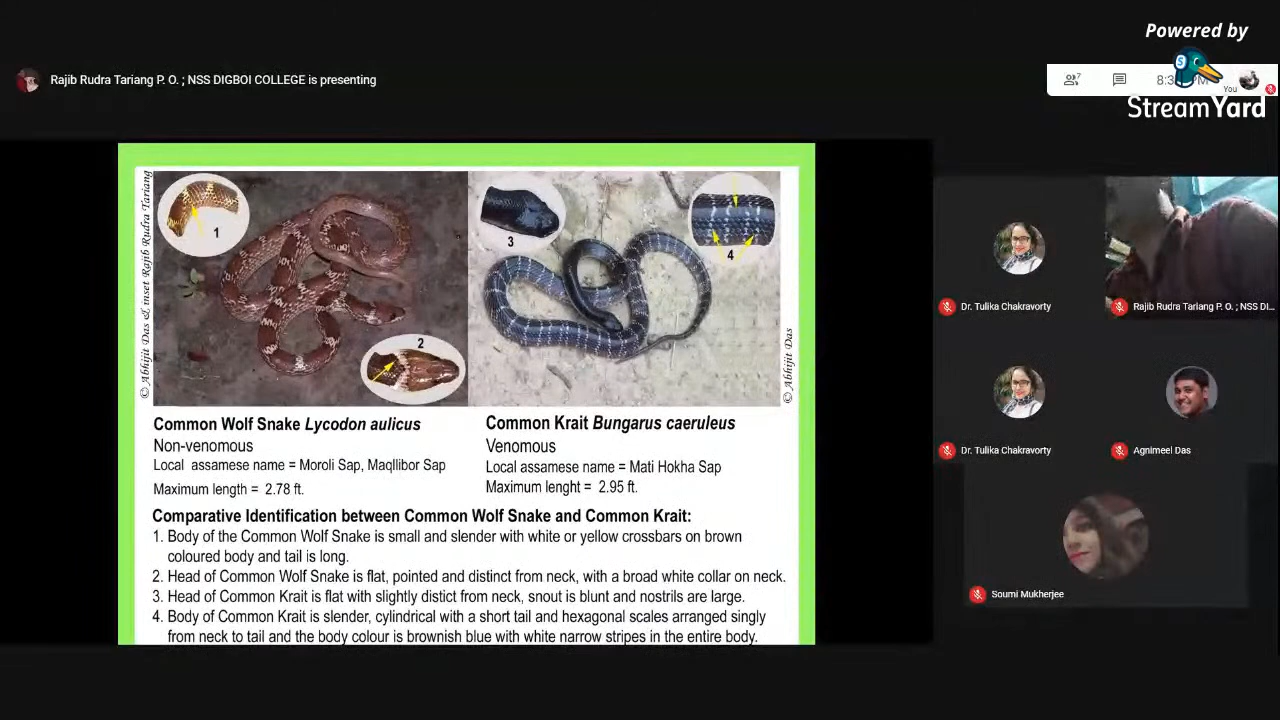 Powered by
StreamYard
Rajib Rudra Tariang P. O. ; NSS DIGBOI COLLEGE is presenting
7
You
© Abhijit Das & inset Rajib Rudra Tariang
1
2
3
4
© Abhijit Das
Common Wolf Snake Lycodon aulicus
Non-venomous
Local assamese name = Moroli Sap, Maqllibor Sap
Maximum length = 2.78 ft.
Common Krait Bungarus caeruleus
Venomous
Local assamese name = Mati Hokha Sap
Maximum lenght = 2.95 ft.
Comparative Identification between Common Wolf Snake and Common Krait:
1. Body of the Common Wolf Snake is small and slender with white or yellow crossbars on brown
coloured body and tail is long.
2. Head of Common Wolf Snake is flat, pointed and distinct from neck, with a broad white collar on neck.
3. Head of Common Krait is flat with slightly distict from neck, snout is blunt and nostrils are large.
4. Body of Common Krait is slender, cylindrical with a short tail and hexagonal scales arranged singly
from neck to tail and the body colour is brownish blue with white narrow stripes in the entire body.
Dr. Tulika Chakravorty
Rajib Rudra Tariang P. O. ; NSS DI...
Dr. Tulika Chakravorty
Agnimeel Das
Soumi Mukherjee